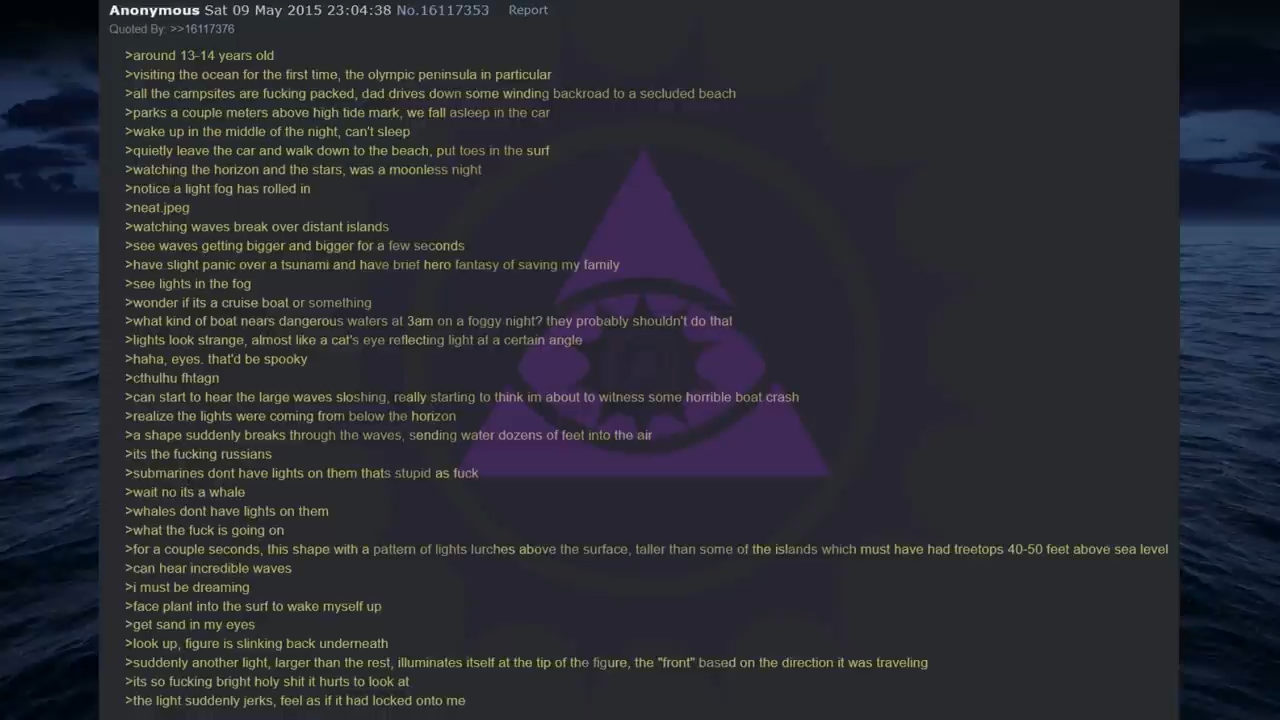 Anonymous Sat 09 May 2015 23:04:38 No.16117353 Report
Quoted By: >>16117376
>around 13-14 years old
>visiting the ocean for the first time, the olympic peninsula in particular
>all the campsites are fucking packed, dad drives down some winding backroad to a secluded beach
>parks a couple meters above high tide mark, we fall asleep in the car
>wake up in the middle of the night, can't sleep
>quietly leave the car and walk down to the beach, put toes in the surf
>watching the horizon and the stars, was a moonless night
>notice a light fog has rolled in
>neat.jpeg
>watching waves break over distant islands
>see waves getting bigger and bigger for a few seconds
>have slight panic over a tsunami and have brief hero fantasy of saving my family
>see lights in the fog
>wonder if its a cruise boat or something
>what kind of boat nears dangerous waters at 3am on a foggy night? they probably shouldn't do that
>lights look strange, almost like a cat's eye reflecting light at a certain angle
>haha, eyes. that'd be spooky
>cthulhu fhtagn
>can start to hear the large waves sloshing, really starting to think im about to witness some horrible boat crash
>realize the lights were coming from below the horizon
>a shape suddenly breaks through the waves, sending water dozens of feet into the air
>its the fucking russians
>submarines dont have lights on them thats stupid as fuck
>wait no its a whale
>whales dont have lights on them
>what the fuck is going on
>for a couple seconds, this shape with a pattern of lights lurches above the surface, taller than some of the islands which must have had treetops 40-50 feet above sea level
>can hear incredible waves
>i must be dreaming
>face plant into the surf to wake myself up
>get sand in my eyes
>look up, figure is slinking back underneath
>suddenly another light, larger than the rest, illuminates itself at the tip of the figure, the "front" based on the direction it was traveling
>its so fucking bright holy shit it hurts to look at
>the light suddenly jerks, feel as if it had locked onto me